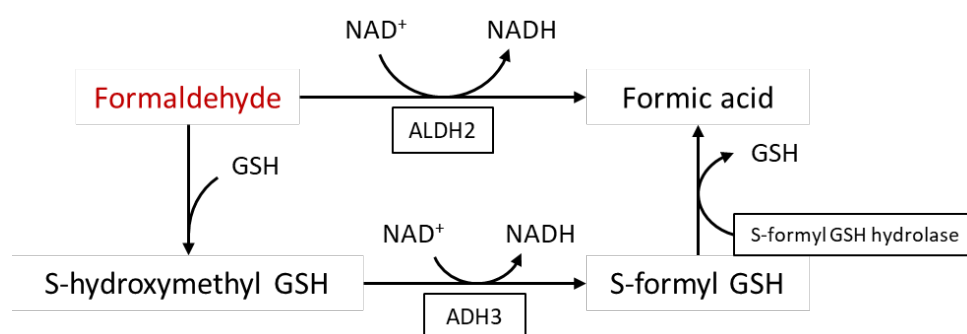 NAD⁺ NADH
Formaldehyde Formic acid
ALDH2
GSH GSH
NAD⁺ NADH S-formyl GSH hydrolase
S-hydroxymethyl GSH S-formyl GSH
ADH3